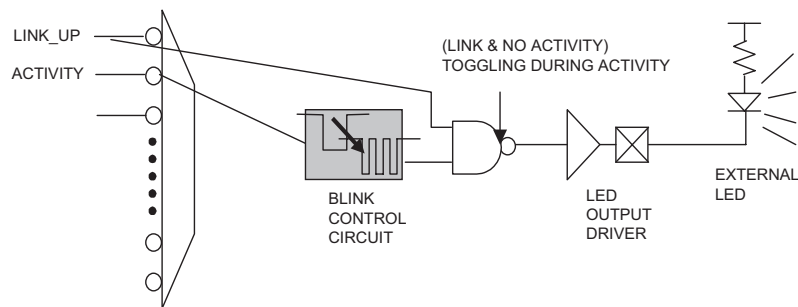 LINK_UP
ACTIVITY
(LINK & NO ACTIVITY)
TOGGLING DURING ACTIVITY
BLINK
CONTROL
CIRCUIT
LED
OUTPUT
DRIVER
EXTERNAL
LED